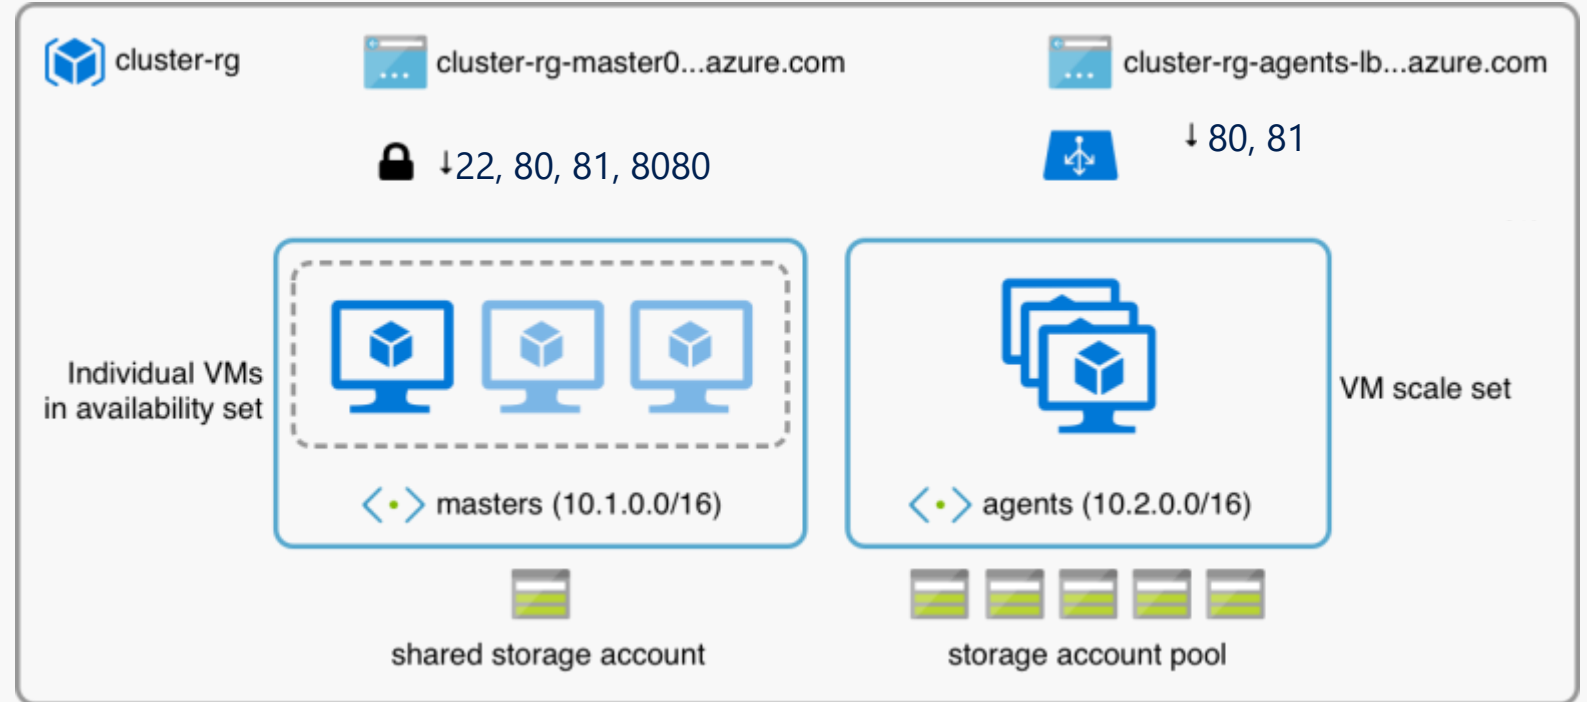 cluster-rg
cluster-rg-master0...azure.com
cluster-rg-agents-lb...azure.com
↓22, 80, 81, 8080
↓ 80, 81
Individual VMs
in availability set
VM scale set
masters (10.1.0.0/16)
agents (10.2.0.0/16)
shared storage account
storage account pool